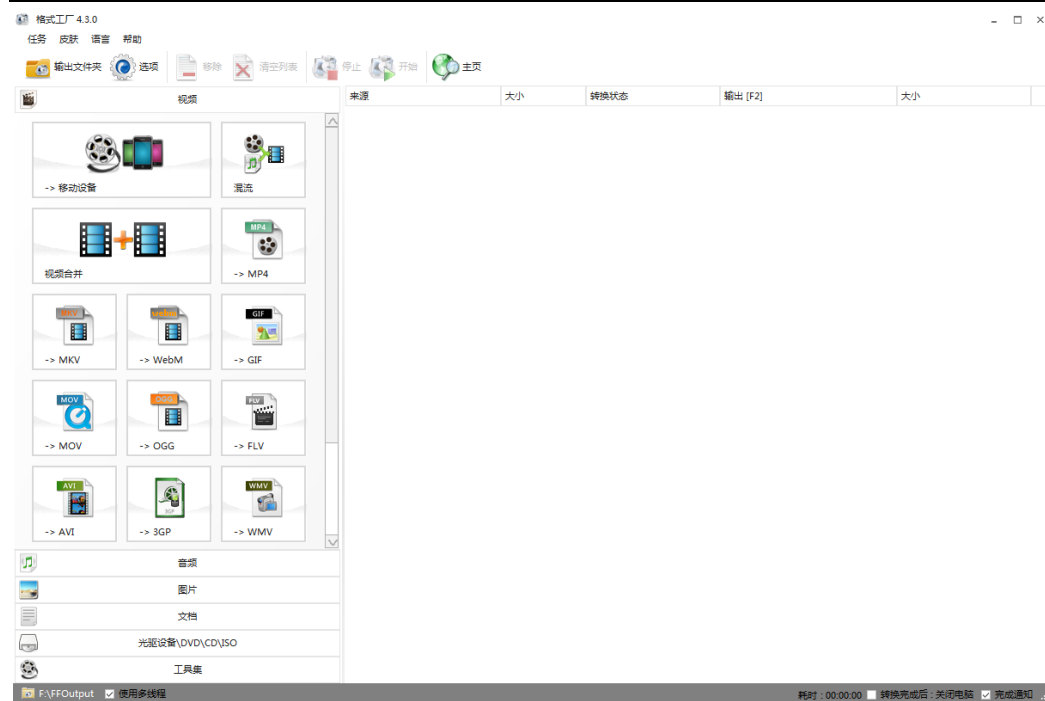 格式工厂 4.3.0
任务 皮肤 语言 帮助
输出文件夹 选项 移除 清空列表 停止 开始 主页
视频
来源 大小 转换状态 输出 [F2] 大小
-> 移动设备 混流
MP4
视频合并 -> MP4
MKV webm GIF
-> MKV -> WebM -> GIF
MOV OGG FLV
-> MOV -> OGG -> FLV
AVI 3GP WMV
-> AVI -> 3GP -> WMV
音频
图片
文档
光驱设备\DVD\CD\ISO
工具集
F:\FFOutput 使用多线程 耗时 : 00:00:00 转换完成后 : 关闭电脑 完成通知